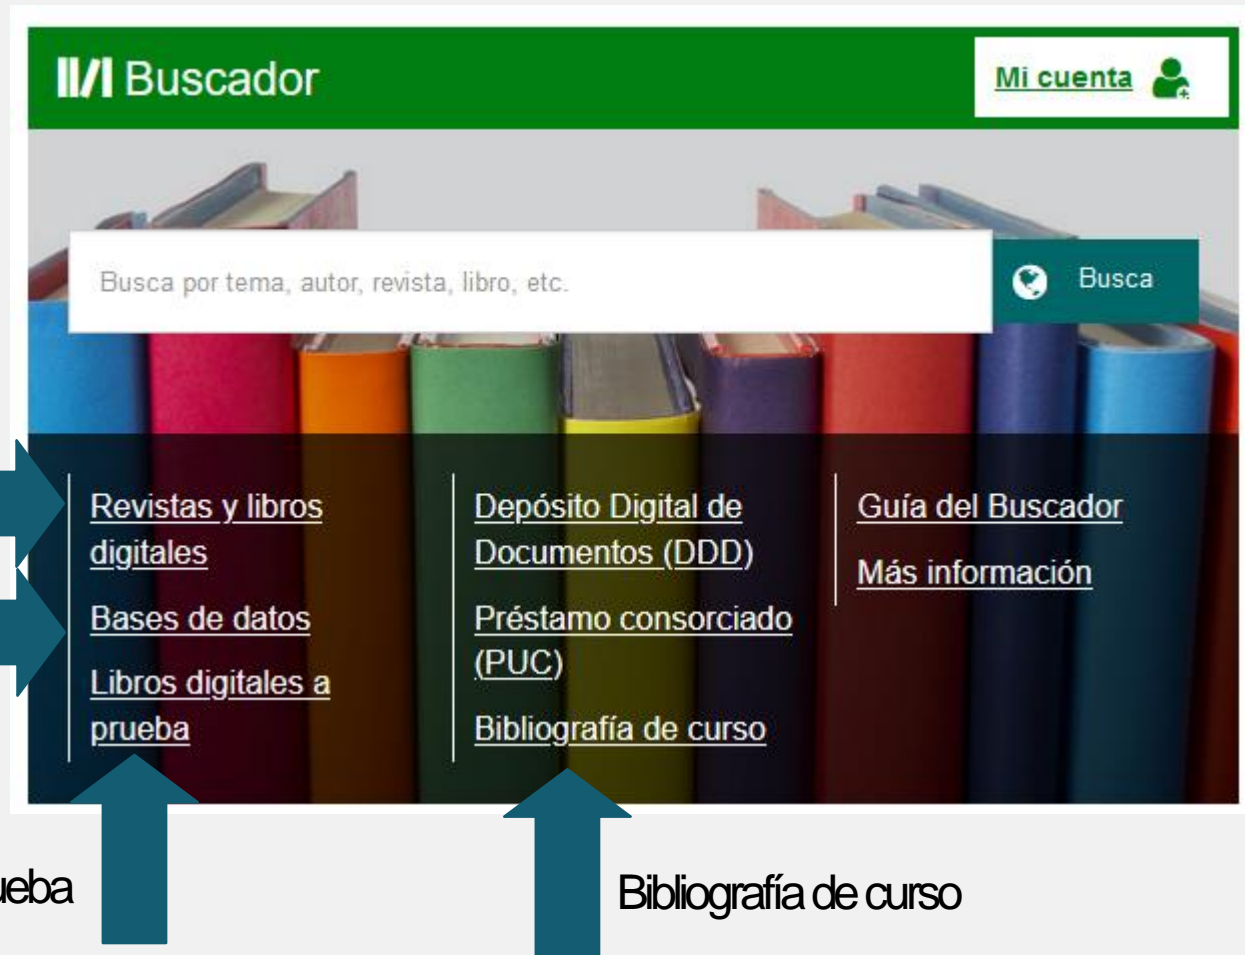 Buscador
Mi cuenta
Busca por tema, autor, revista, libro, etc.
Busca
Revistas y libros
digitales
Bases de datos
Libros digitales a
prueba
Depósito Digital de
Documentos (DDD)
Préstamo consorciado
(PUC)
Bibliografía de curso
Guía del Buscador
Más información
ueba
Bibliografía de curso